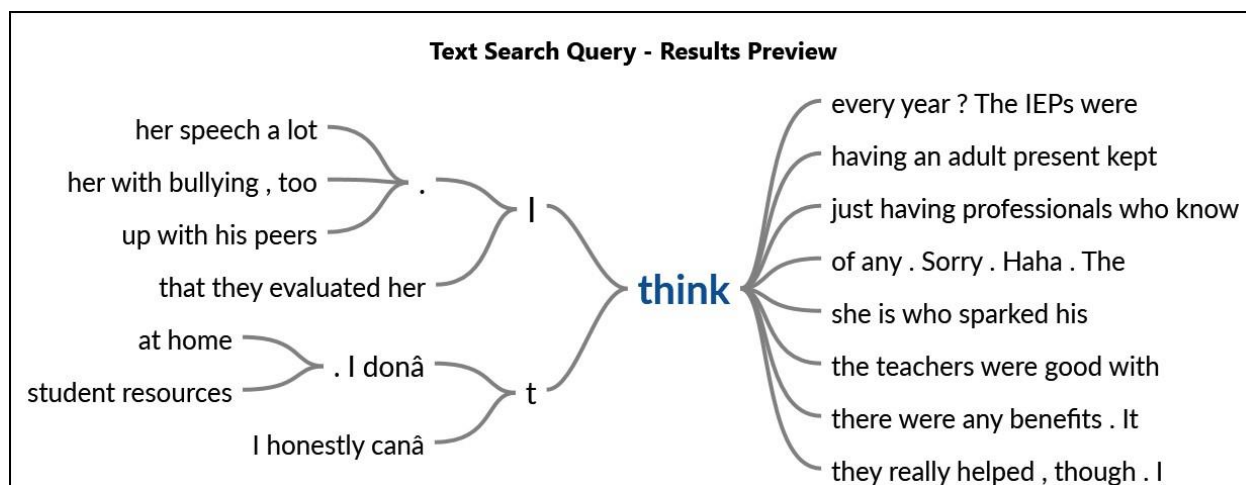 Text Search Query - Results Preview
her speech a lot
her with bullying , too
up with his peers
.
that they evaluated her
I
at home
student resources
. I donâ
I honestly canâ
t
think
every year ? The IEPs were
having an adult present kept
just having professionals who know
of any . Sorry . Haha . The
she is who sparked his
the teachers were good with
there were any benefits . It
they really helped , though . I